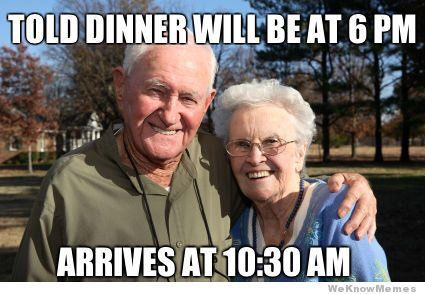 TOLD DINNER WILL BE AT 6 PM
ARRIVES AT 10:30 AM
WeKnowMemes